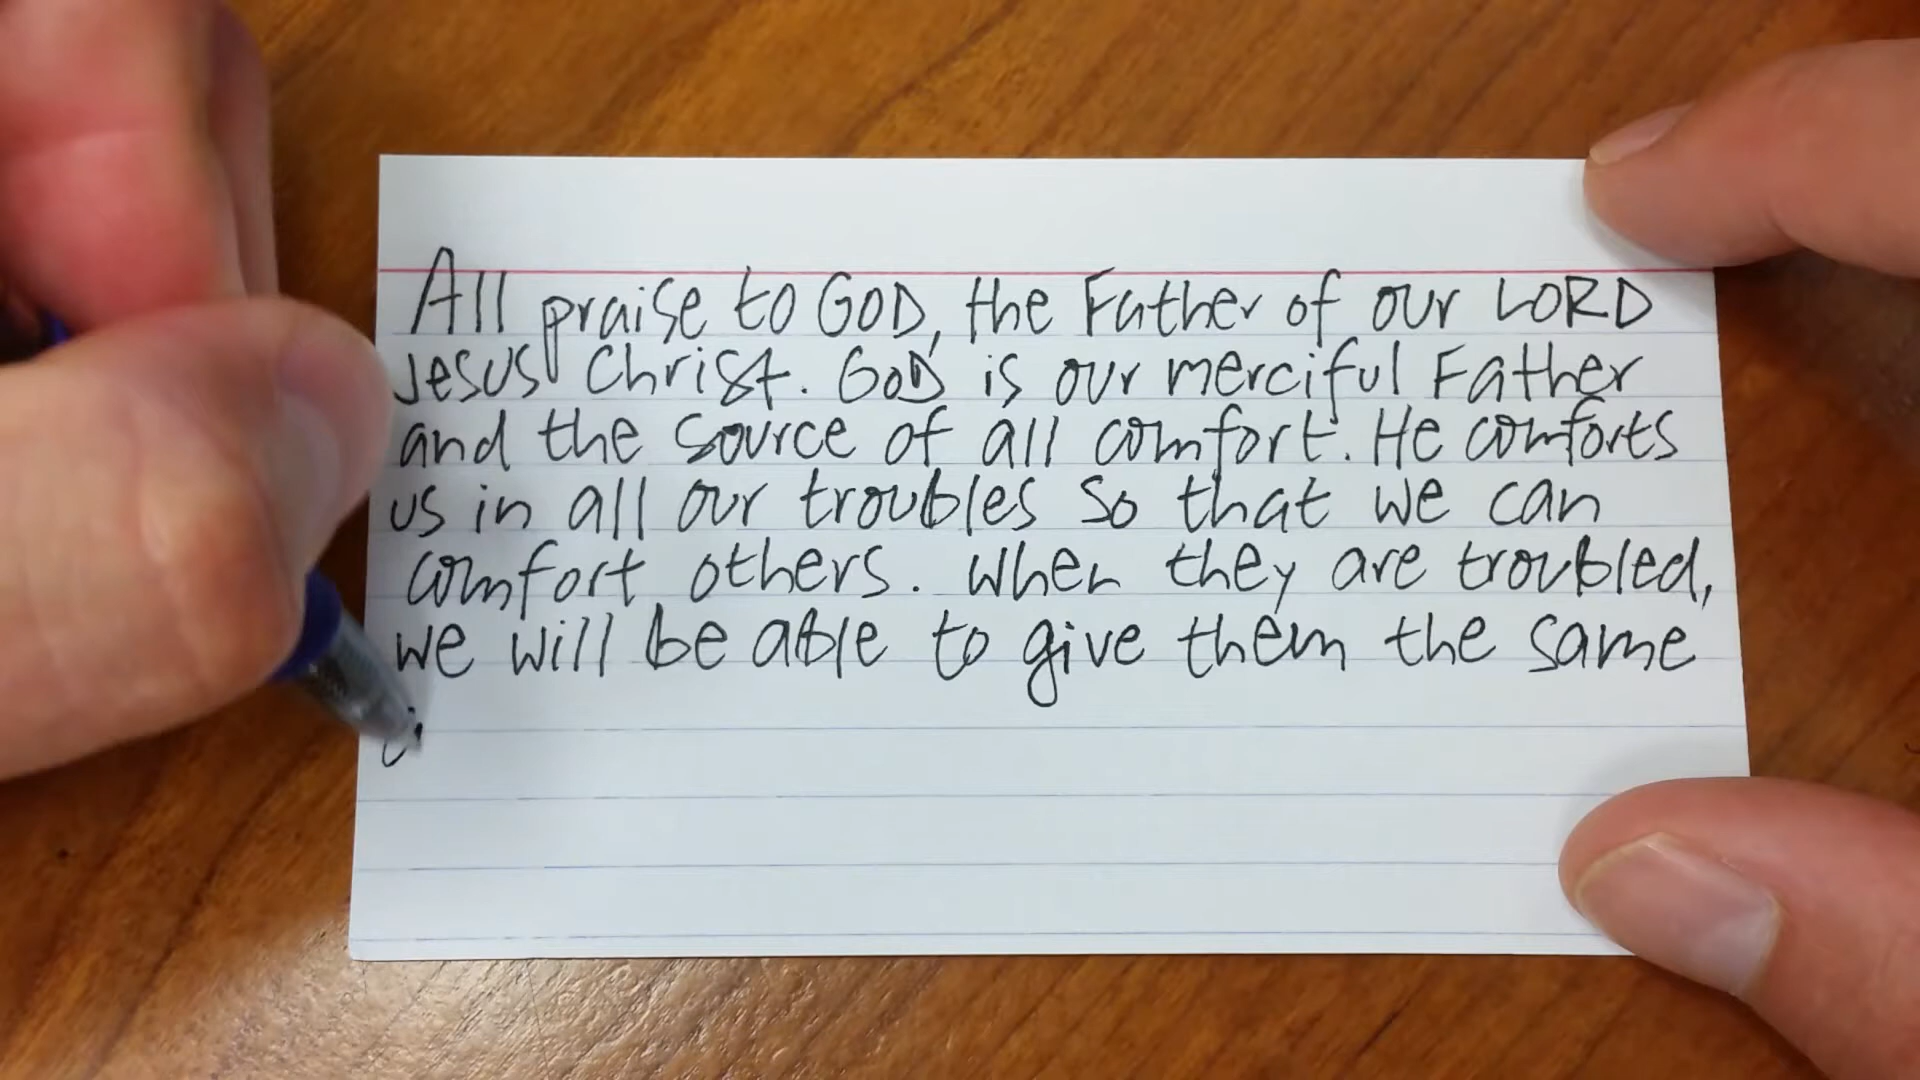 All praise to GOD, the Father of our LORD
Jesus Christ. GOD is our merciful Father
and the source of all comfort. He comforts
us in all our troubles so that we can
comfort others. When they are troubled,
we will be able to give them the same